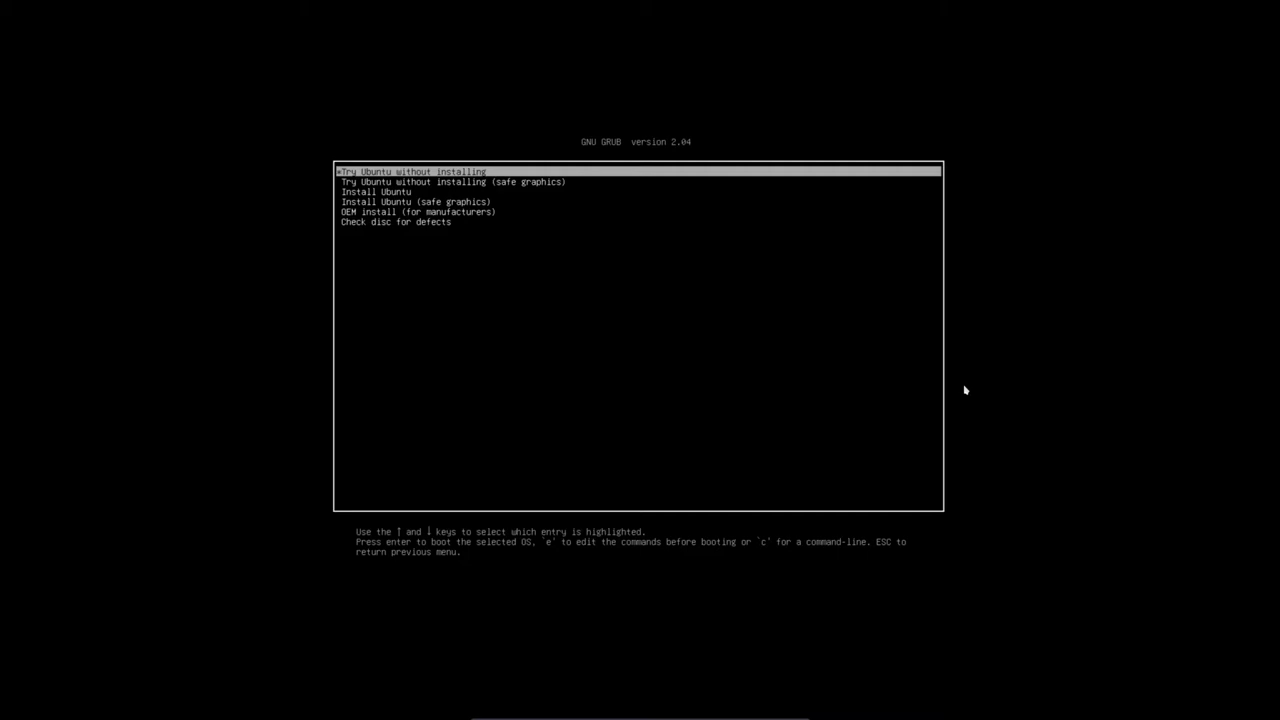 GNU GRUB  version 2.04
*Try Ubuntu without installing
Try Ubuntu without installing (safe graphics)
Install Ubuntu
Install Ubuntu (safe graphics)
OEM install (for manufacturers)
Check disc for defects
Use the ↑ and ↓ keys to select which entry is highlighted.
Press enter to boot the selected OS, `e' to edit the commands before booting or `c' for a command-line. ESC to
return previous menu.